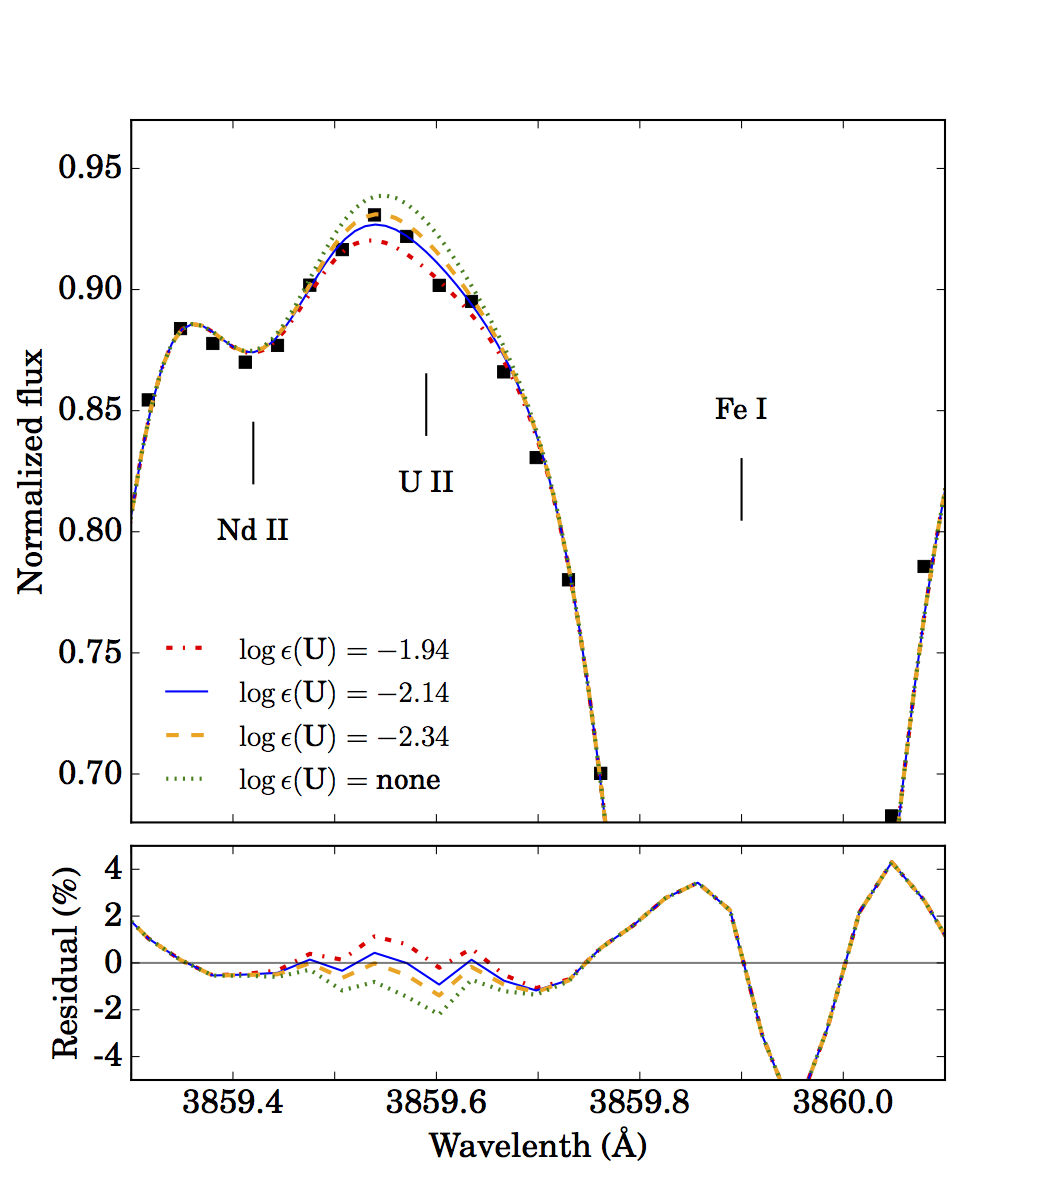 0.95
0.90
0.85
0.80
0.75
0.70
Normalized flux
Nd II
U II
Fe I
log ϵ(U) = −1.94
log ϵ(U) = −2.14
log ϵ(U) = −2.34
log ϵ(U) = none
4
2
0
-2
-4
Residual (%)
3859.4 3859.6 3859.8 3860.0
Wavelenth (Å)